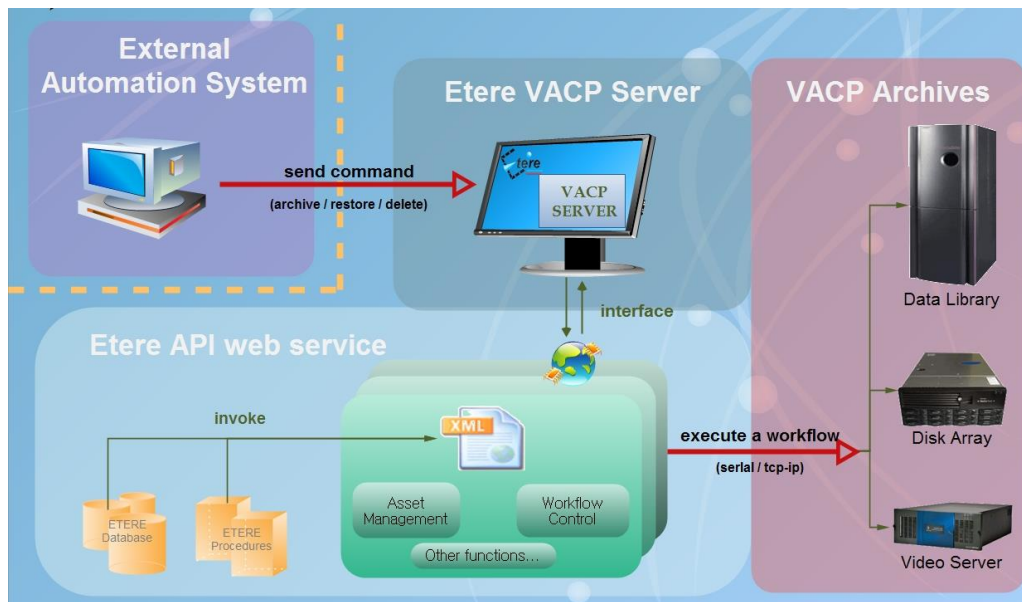 External
Automation System
send command
(archive / restore / delete)
Etere VACP Server
Etere
VACP
SERVER
interface
VACP Archives
Data Library
Disk Array
Video Server
Etere API web service
invoke
XML
ETERE
Database
ETERE
Procedures
Asset
Management
Workflow
Control
Other functions...
execute a workflow
(serial / tcp-ip)